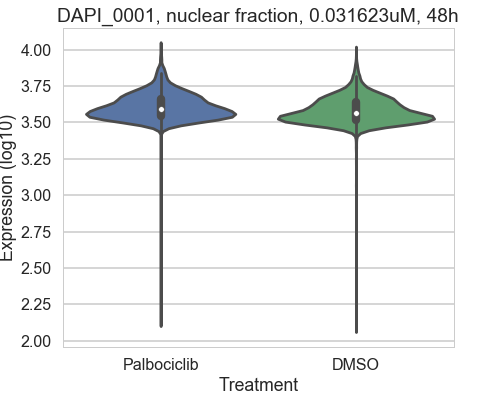 DAPI_0001, nuclear fraction, 0.031623uM, 48h
4.00
3.75
3.50
3.25
3.00
2.75
2.50
2.25
2.00
Expression (log10)
Palbociclib DMSO
Treatment